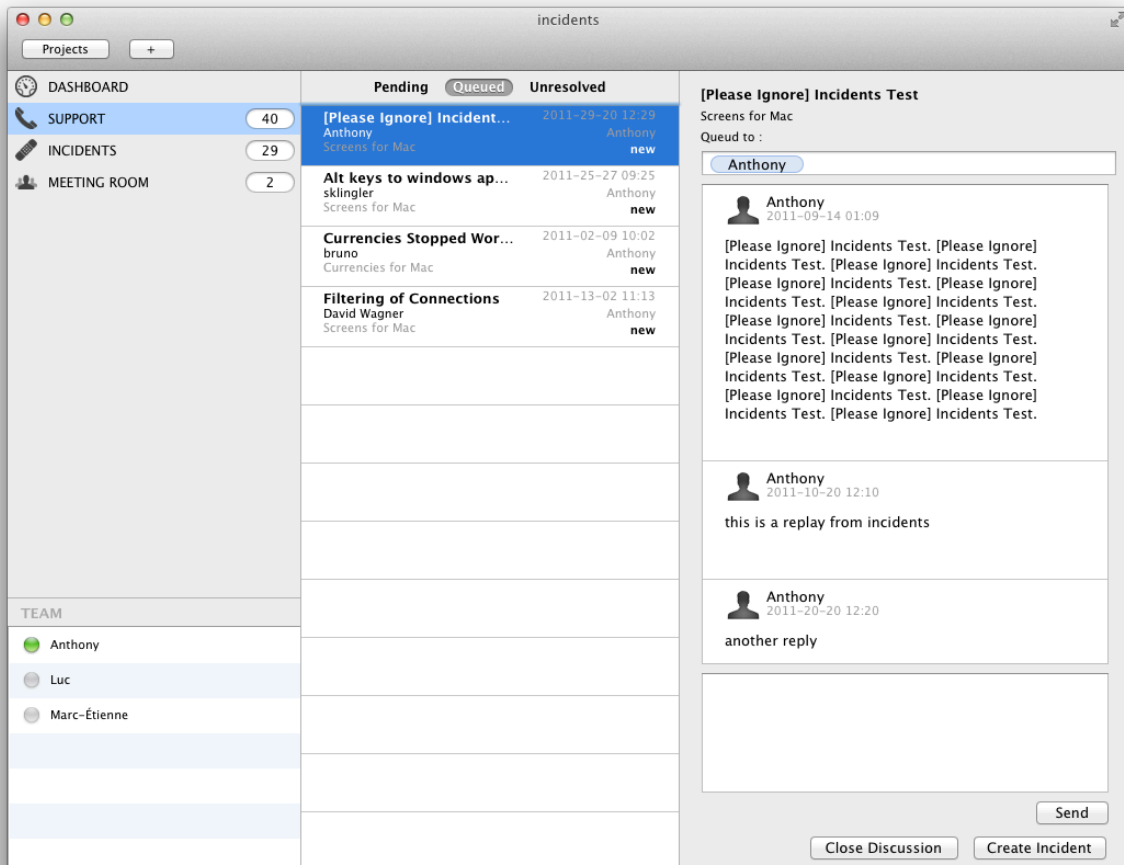 incidents
Projects
+
DASHBOARD
SUPPORT 40
INCIDENTS 29
MEETING ROOM 2
TEAM
Anthony
Luc
Marc-Étienne
Pending Queued Unresolved
[Please Ignore] Incident... 2011-29-20 12:29
Anthony Anthony
Screens for Mac new
Alt keys to windows ap... 2011-25-27 09:25
sklingler Anthony
Screens for Mac new
Currencies Stopped Wor... 2011-02-09 10:02
bruno Anthony
Currencies for Mac new
Filtering of Connections 2011-13-02 11:13
David Wagner Anthony
Screens for Mac new
[Please Ignore] Incidents Test
Screens for Mac
Queud to :
Anthony
Anthony
2011-09-14 01:09
[Please Ignore] Incidents Test. [Please Ignore]
Incidents Test. [Please Ignore] Incidents Test.
[Please Ignore] Incidents Test. [Please Ignore]
Incidents Test. [Please Ignore] Incidents Test.
[Please Ignore] Incidents Test. [Please Ignore]
Incidents Test. [Please Ignore] Incidents Test.
[Please Ignore] Incidents Test. [Please Ignore]
Incidents Test. [Please Ignore] Incidents Test.
[Please Ignore] Incidents Test. [Please Ignore]
Incidents Test. [Please Ignore] Incidents Test.
Anthony
2011-10-20 12:10
this is a replay from incidents
Anthony
2011-20-20 12:20
another reply
Send
Close Discussion
Create Incident